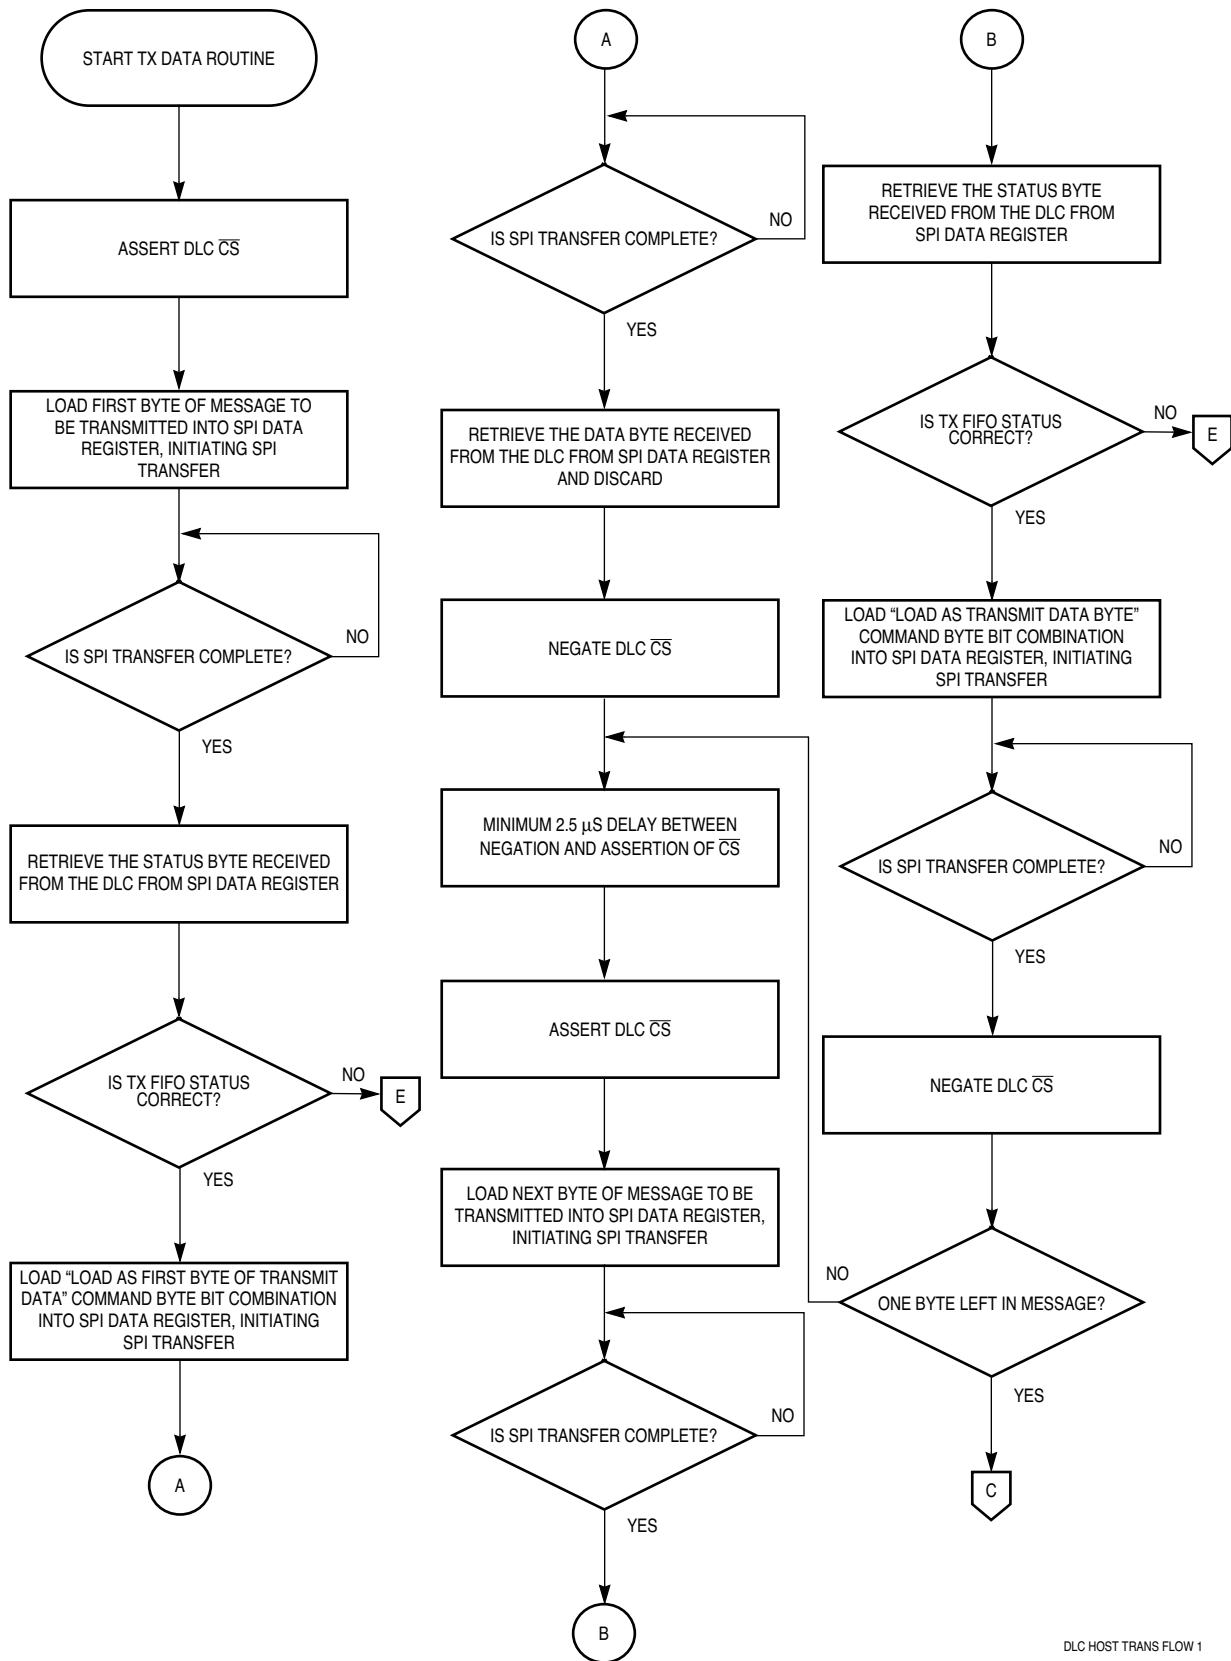 START TX DATA ROUTINE
ASSERT DLC C̅S̅
LOAD FIRST BYTE OF MESSAGE TO
BE TRANSMITTED INTO SPI DATA
REGISTER, INITIATING SPI
TRANSFER
NO
IS SPI TRANSFER COMPLETE?
YES
RETRIEVE THE STATUS BYTE RECEIVED
FROM THE DLC FROM SPI DATA REGISTER
IS TX FIFO STATUS
CORRECT?
NO
E
YES
LOAD “LOAD AS FIRST BYTE OF TRANSMIT
DATA” COMMAND BYTE BIT COMBINATION
INTO SPI DATA REGISTER, INITIATING
SPI TRANSFER
A
A
NO
IS SPI TRANSFER COMPLETE?
YES
RETRIEVE THE DATA BYTE RECEIVED
FROM THE DLC FROM SPI DATA REGISTER
AND DISCARD
NEGATE DLC C̅S̅
MINIMUM 2.5 µS DELAY BETWEEN
NEGATION AND ASSERTION OF C̅S̅
ASSERT DLC C̅S̅
LOAD NEXT BYTE OF MESSAGE TO BE
TRANSMITTED INTO SPI DATA REGISTER,
INITIATING SPI TRANSFER
NO
IS SPI TRANSFER COMPLETE?
YES
B
B
RETRIEVE THE STATUS BYTE
RECEIVED FROM THE DLC FROM
SPI DATA REGISTER
IS TX FIFO STATUS
CORRECT?
NO
E
YES
LOAD “LOAD AS TRANSMIT DATA BYTE”
COMMAND BYTE BIT COMBINATION
INTO SPI DATA REGISTER, INITIATING
SPI TRANSFER
NO
IS SPI TRANSFER COMPLETE?
YES
NEGATE DLC C̅S̅
NO
ONE BYTE LEFT IN MESSAGE?
YES
C
DLC HOST TRANS FLOW 1